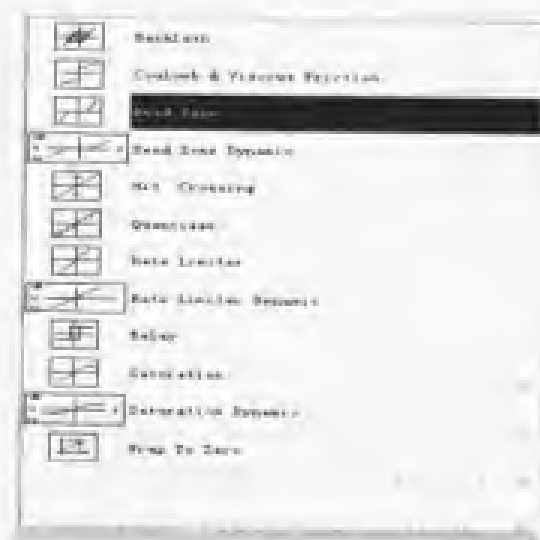 Backlash
Coulomb & Viscous Friction
Dead Zone
Dead Zone Dynamic
Hit Crossing
Quantizer
Rate Limiter
Rate Limiter Dynamic
Relay
Saturation
Saturation Dynamic
Wrap To Zero